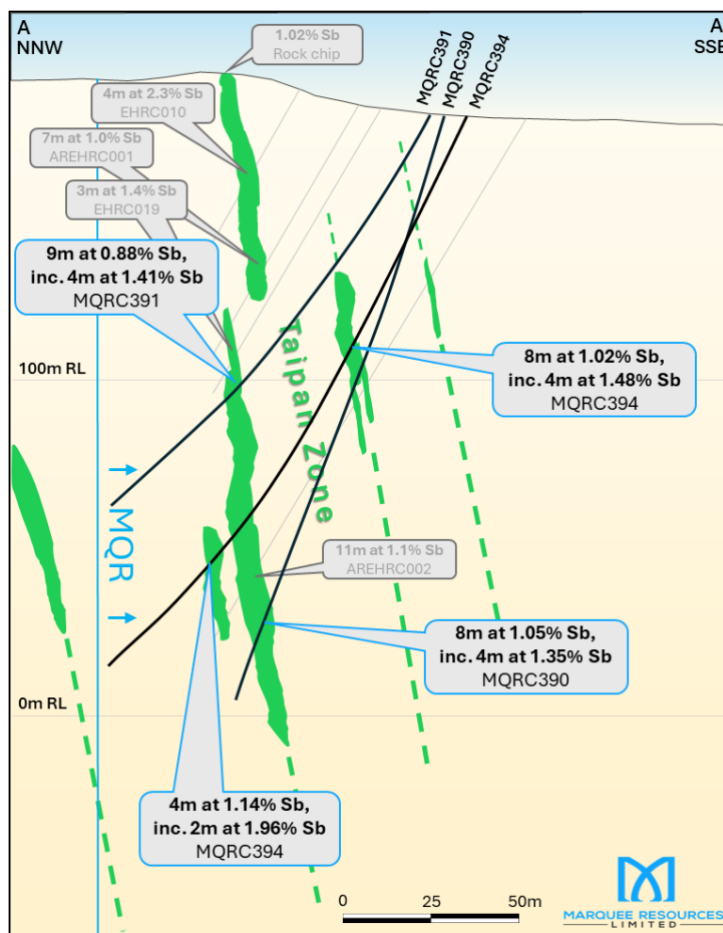 A
NNW
A
SSE
1.02% Sb
Rock chip
MQRC391
MQRC390
MQRC394
4m at 2.3% Sb
EHRC010
7m at 1.0% Sb
AREHRC001
3m at 1.4% Sb
EHRC019
9m at 0.88% Sb,
inc. 4m at 1.41% Sb
MQRC391
Taipan Zone
100m RL
8m at 1.02% Sb,
inc. 4m at 1.48% Sb
MQRC394
MQR
11m at 1.1% Sb
AREHRC002
8m at 1.05% Sb,
inc. 4m at 1.35% Sb
MQRC390
0m RL
4m at 1.14% Sb,
inc. 2m at 1.96% Sb
MQRC394
0 25 50m
MARQUEE RESOURCES
LIMITED